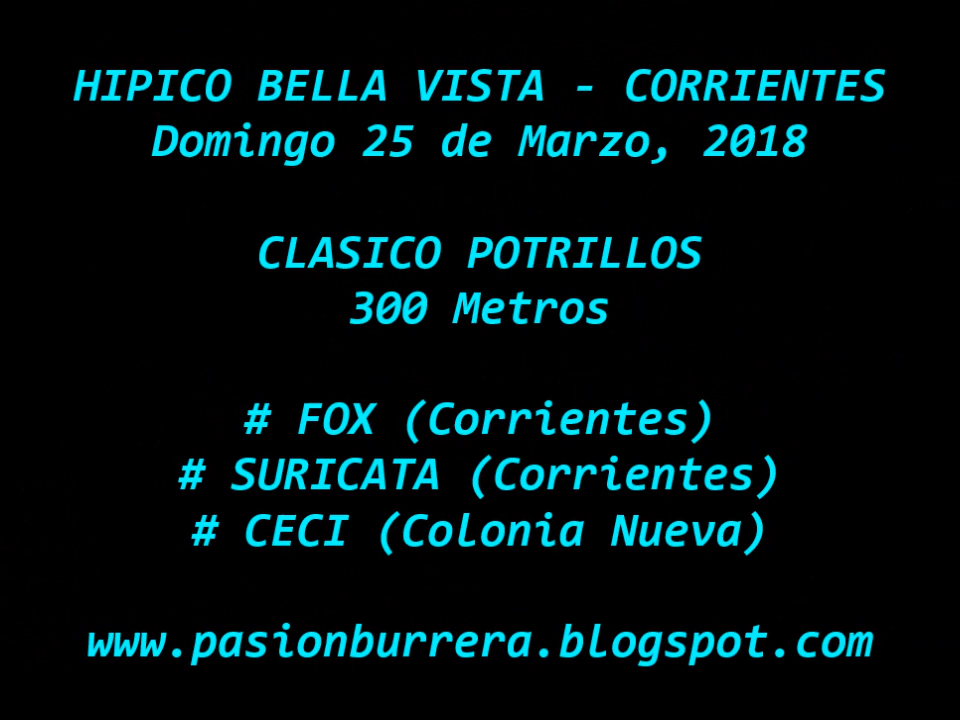 HIPICO BELLA VISTA - CORRIENTES
Domingo 25 de Marzo, 2018
CLASICO POTRILLOS
300 Metros
# FOX (Corrientes)
# SURICATA (Corrientes)
# CECI (Colonia Nueva)
www.pasionburrera.blogspot.com